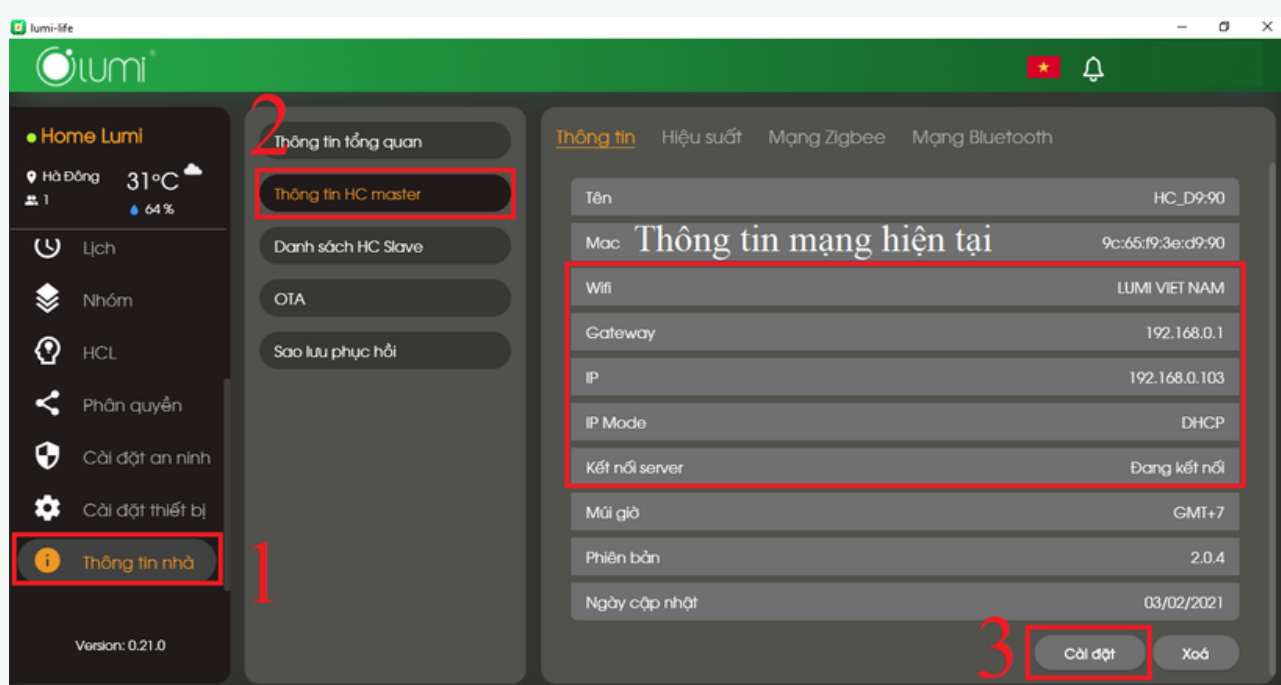 lumi-life
lumi
Home Lumi
Hà Đông
31°C
1
64%
Lịch
Nhóm
HCL
Phân quyền
Cài đặt an ninh
Cài đặt thiết bị
Thông tin nhà
1
Version: 0.21.0
2
Thông tin tổng quan
Thông tin HC master
Danh sách HC Slave
OTA
Sao lưu phục hồi
Thông tin Hiệu suất Mạng Zigbee Mạng Bluetooth
Tên HC_D9:90
Mac Thông tin mạng hiện tại 9c:65:f9:3e:d9:90
Wifi LUMI VIET NAM
Gateway 192.168.0.1
IP 192.168.0.103
IP Mode DHCP
Kết nối server Đang kết nối
Múi giờ GMT+7
Phiên bản 2.0.4
Ngày cập nhật 03/02/2021
3
Cài đặt Xoá